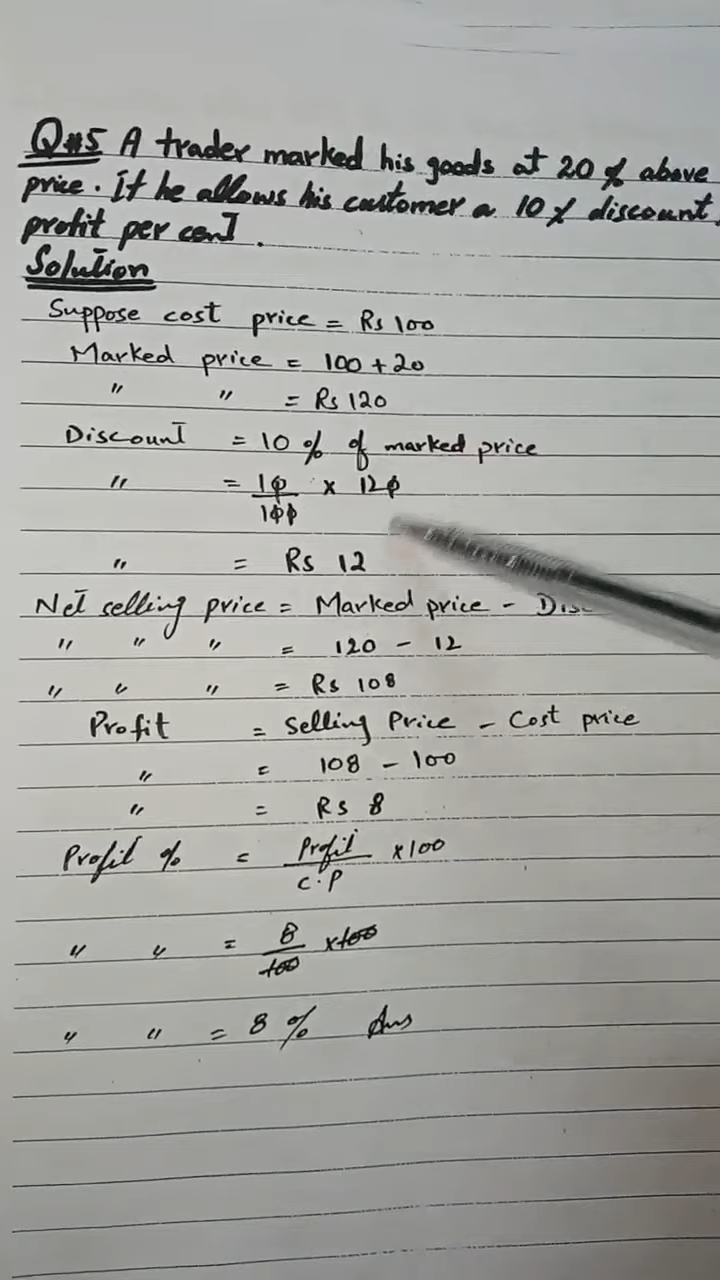 Q#5 A trader marked his goods at 20% above
price. If he allows his customer a 10% discount,
profit per cent.
Solution
Suppose cost price = Rs 100
Marked price = 100 + 20
" " = Rs 120
Discount = 10% of marked price
" = 10/100 × 120
" = Rs 12
Net selling price = Marked price - Dis
" " " = 120 - 12
" " " = Rs 108
Profit = Selling Price - Cost price
" = 108 - 100
" = Rs 8
Profit % = Profit/C.P ×100
" " = 8/100 ×100
" " = 8% Ans